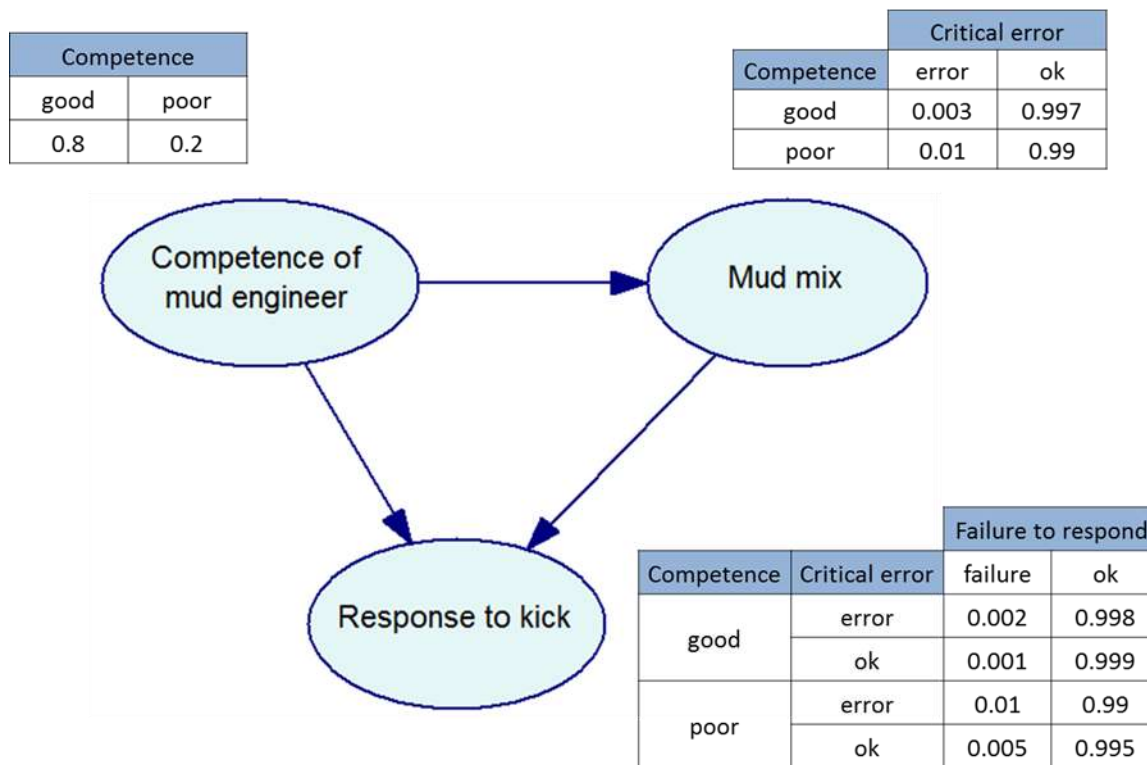 Competence
good poor
0.8 0.2
Critical error
Competence error ok
good 0.003 0.997
poor 0.01 0.99
Competence of
mud engineer
Mud mix
Response to kick
Failure to respond
Competence Critical error failure ok
good
error 0.002 0.998
ok 0.001 0.999
poor
error 0.01 0.99
ok 0.005 0.995